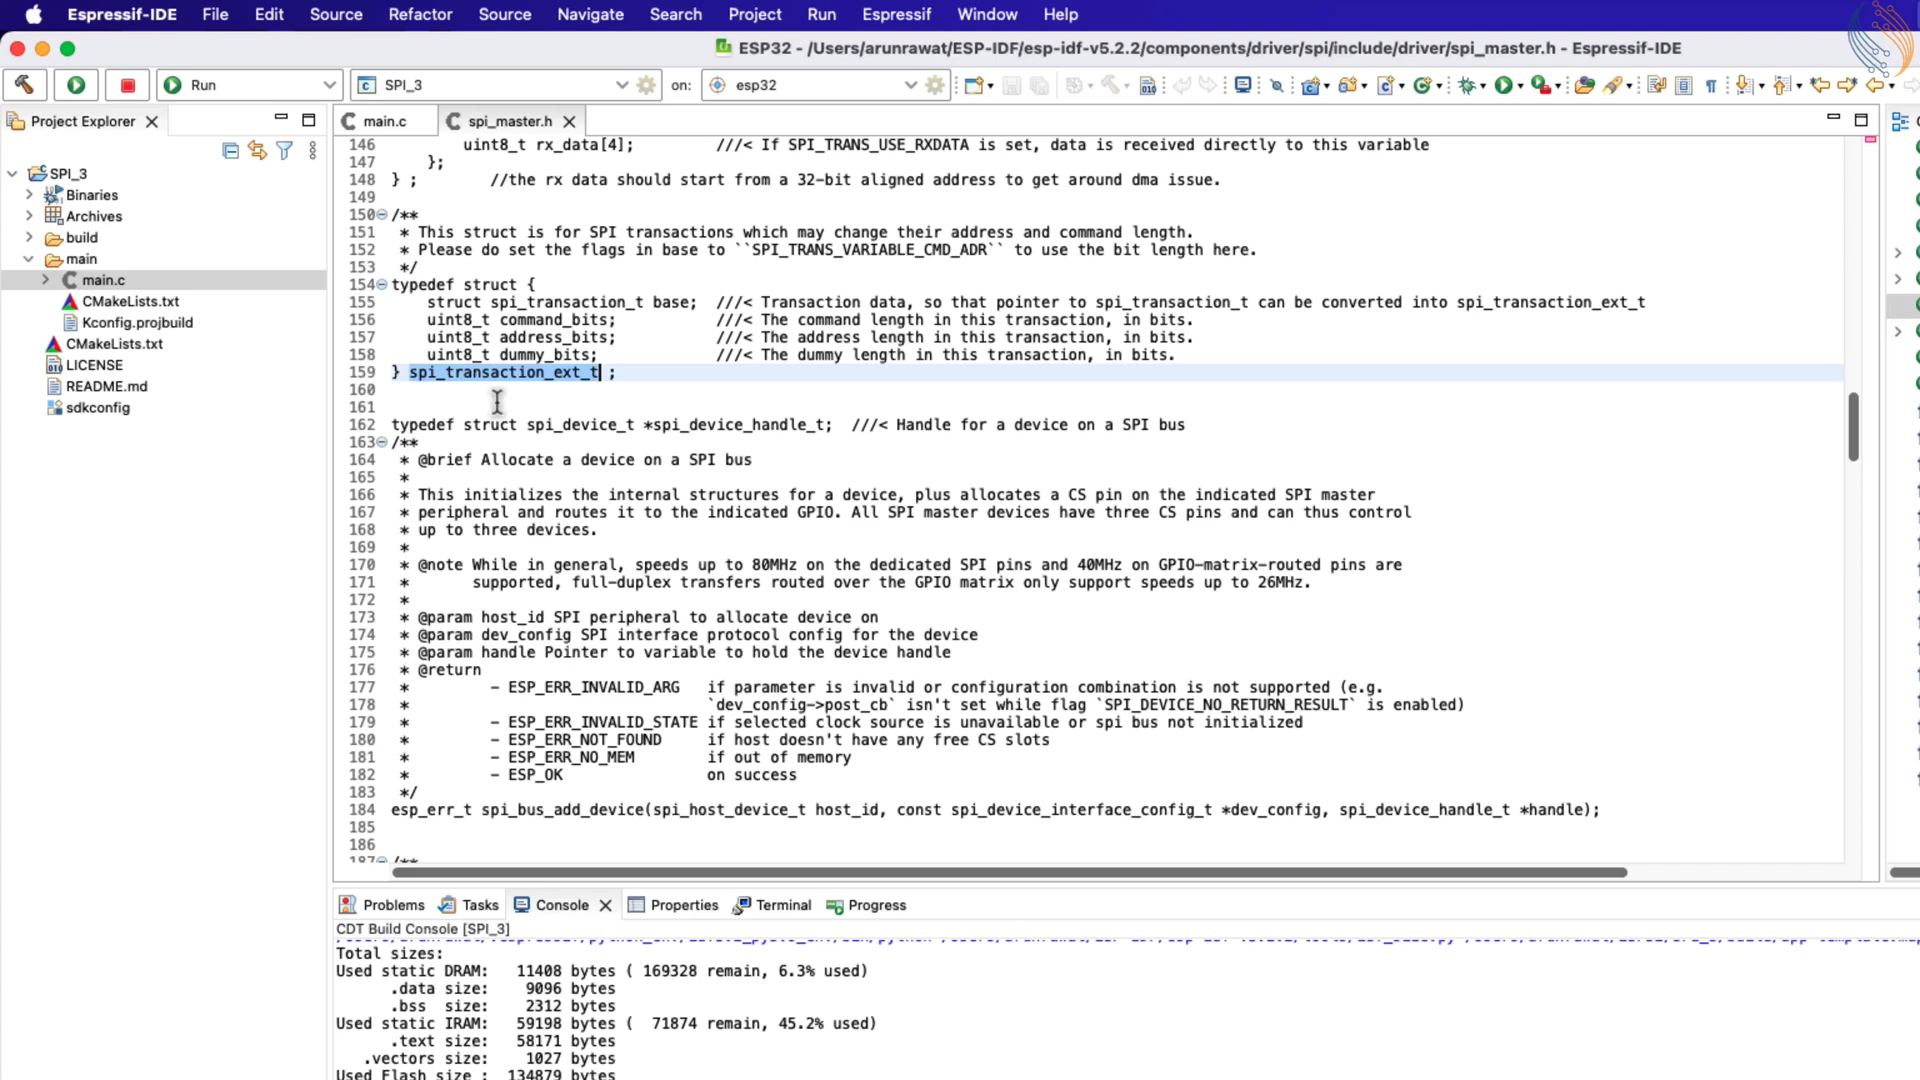 Espressif-IDE File Edit Source Refactor Source Navigate Search Project Run Espressif Window Help
ESP32 - /Users/arunrawat/ESP-IDF/esp-idf-v5.2.2/components/driver/spi/include/driver/spi_master.h - Espressif-IDE
Run SPI_3 on: esp32
Project Explorer
SPI_3
Binaries
Archives
build
main
main.c
CMakeLists.txt
Kconfig.projbuild
CMakeLists.txt
LICENSE
README.md
sdkconfig
main.c spi_master.h
146 uint8_t rx_data[4]; ///< If SPI_TRANS_USE_RXDATA is set, data is received directly to this variable
147 };
148 } ; //the rx data should start from a 32-bit aligned address to get around dma issue.
149
150 /**
151 * This struct is for SPI transactions which may change their address and command length.
152 * Please do set the flags in base to ``SPI_TRANS_VARIABLE_CMD_ADR`` to use the bit length here.
153 */
154 typedef struct {
155 struct spi_transaction_t base; ///< Transaction data, so that pointer to spi_transaction_t can be converted into spi_transaction_ext_t
156 uint8_t command_bits; ///< The command length in this transaction, in bits.
157 uint8_t address_bits; ///< The address length in this transaction, in bits.
158 uint8_t dummy_bits; ///< The dummy length in this transaction, in bits.
159 } spi_transaction_ext_t ;
160
161
162 typedef struct spi_device_t *spi_device_handle_t; ///< Handle for a device on a SPI bus
163 /**
164 * @brief Allocate a device on a SPI bus
165 *
166 * This initializes the internal structures for a device, plus allocates a CS pin on the indicated SPI master
167 * peripheral and routes it to the indicated GPIO. All SPI master devices have three CS pins and can thus control
168 * up to three devices.
169 *
170 * @note While in general, speeds up to 80MHz on the dedicated SPI pins and 40MHz on GPIO-matrix-routed pins are
171 * supported, full-duplex transfers routed over the GPIO matrix only support speeds up to 26MHz.
172 *
173 * @param host_id SPI peripheral to allocate device on
174 * @param dev_config SPI interface protocol config for the device
175 * @param handle Pointer to variable to hold the device handle
176 * @return
177 * - ESP_ERR_INVALID_ARG if parameter is invalid or configuration combination is not supported (e.g.
178 * `dev_config->post_cb` isn't set while flag `SPI_DEVICE_NO_RETURN_RESULT` is enabled)
179 * - ESP_ERR_INVALID_STATE if selected clock source is unavailable or spi bus not initialized
180 * - ESP_ERR_NOT_FOUND if host doesn't have any free CS slots
181 * - ESP_ERR_NO_MEM if out of memory
182 * - ESP_OK on success
183 */
184 esp_err_t spi_bus_add_device(spi_host_device_t host_id, const spi_device_interface_config_t *dev_config, spi_device_handle_t *handle);
185
186
187 /**
Problems Tasks Console Properties Terminal Progress
CDT Build Console [SPI_3]
Total sizes:
Used static DRAM: 11408 bytes ( 169328 remain, 6.3% used)
.data size: 9096 bytes
.bss size: 2312 bytes
Used static IRAM: 59198 bytes ( 71874 remain, 45.2% used)
.text size: 58171 bytes
.vectors size: 1027 bytes
Used Flash size : 134879 bytes